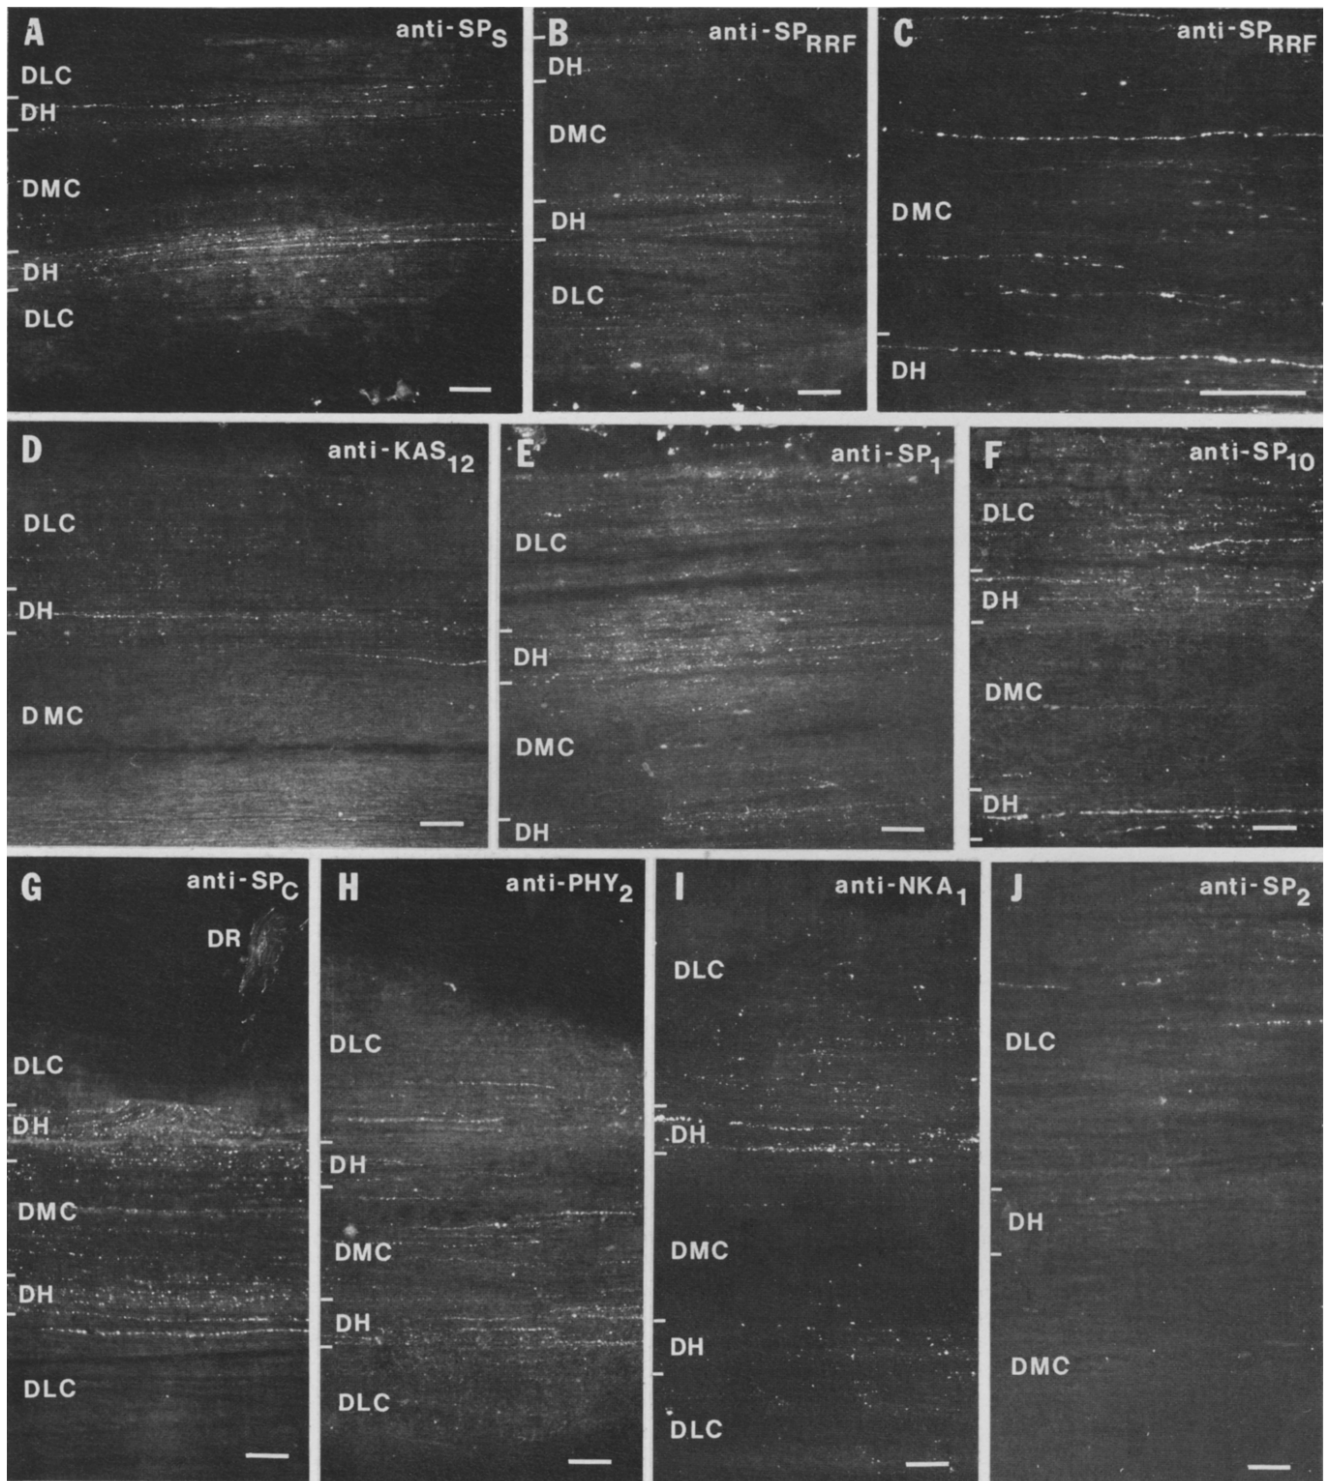 A anti-SPS
DLC
DH
DMC
DH
DLC
B anti-SPRRF
DH
DMC
DH
DLC
C anti-SPRRF
DMC
DH
D anti-KAS12
DLC
DH
DMC
E anti-SP1
DLC
DH
DMC
DH
F anti-SP10
DLC
DH
DMC
DH
G anti-SPC
DR
DLC
DH
DMC
DH
DLC
H anti-PHY2
DLC
DH
DMC
DH
DLC
I anti-NKA1
DLC
DH
DMC
DH
DLC
J anti-SP2
DLC
DH
DMC